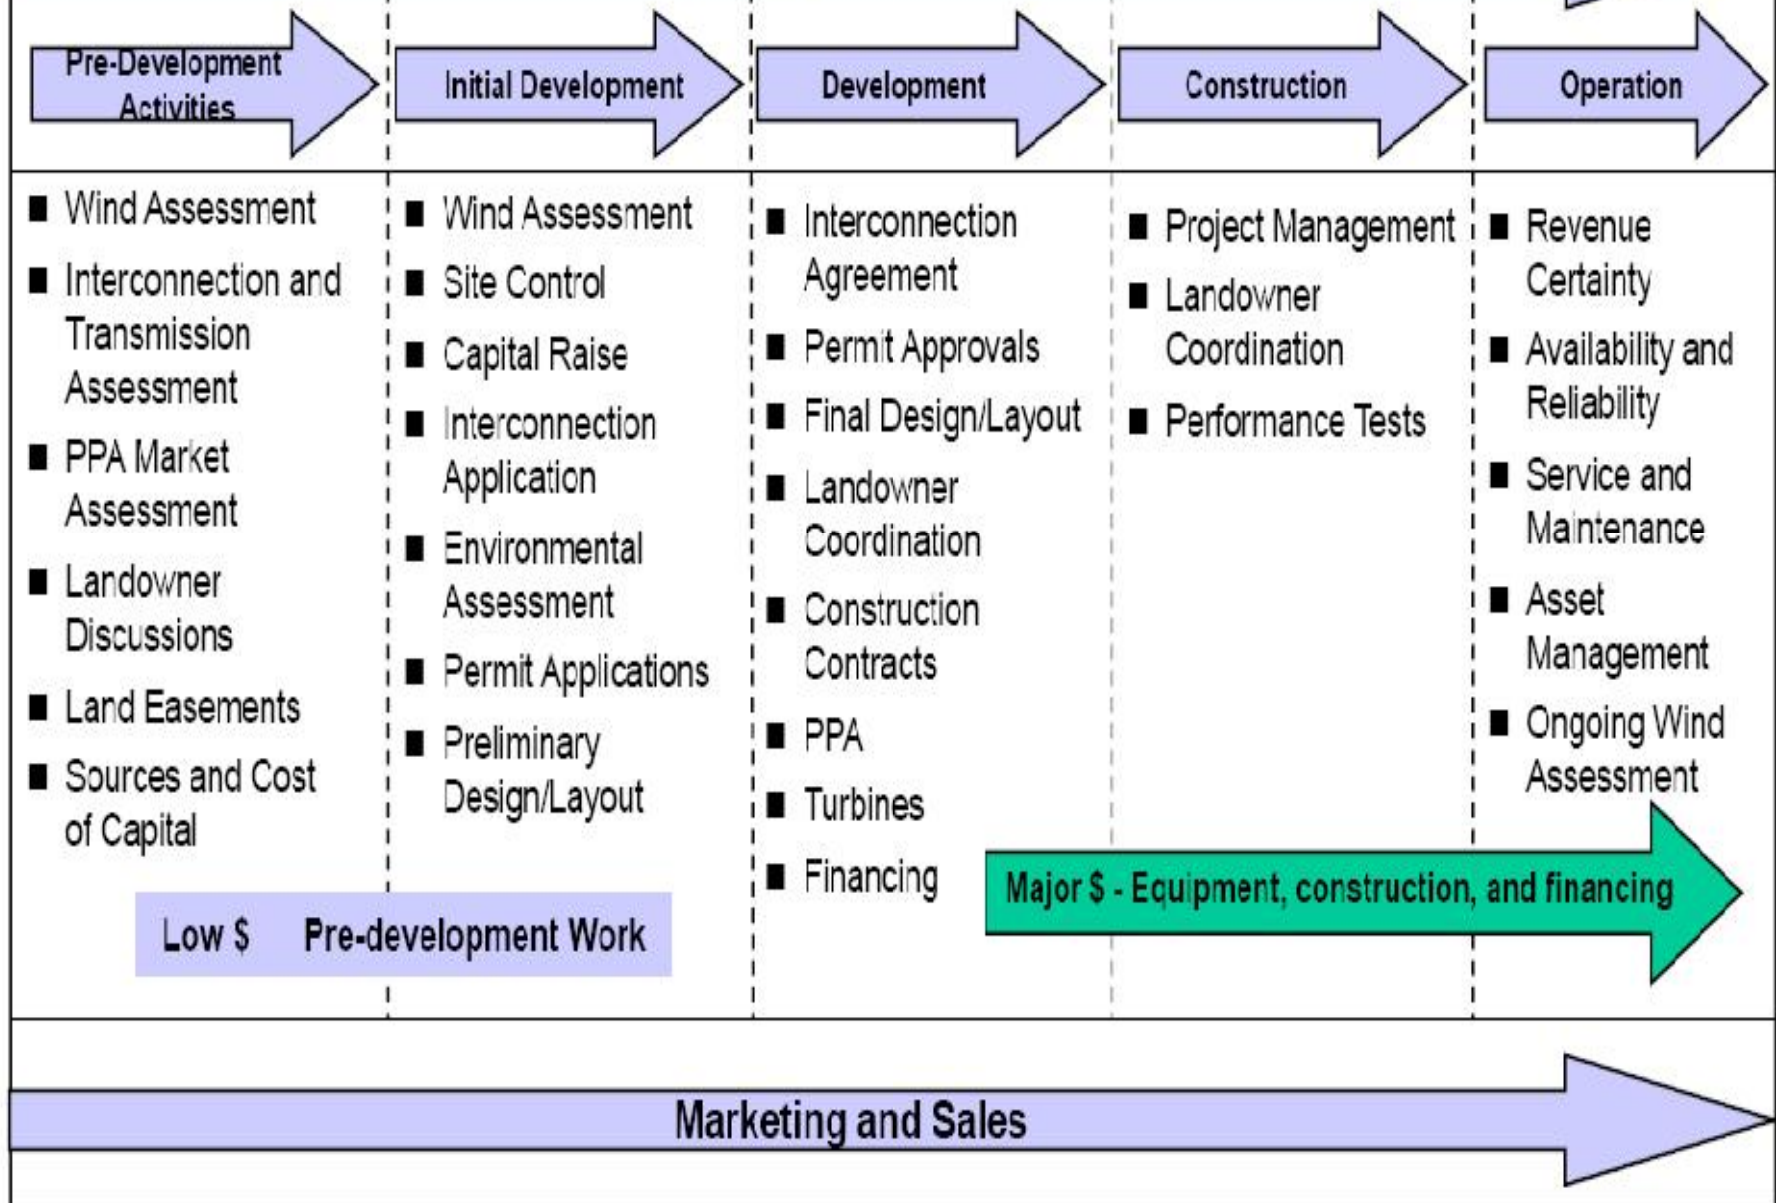 Pre-Development
Activities
Initial Development
Development
Construction
Operation
Wind Assessment
Interconnection and
Transmission
Assessment
PPA Market
Assessment
Landowner
Discussions
Land Easements
Sources and Cost
of Capital
Wind Assessment
Site Control
Capital Raise
Interconnection
Application
Environmental
Assessment
Permit Applications
Preliminary
Design/Layout
Interconnection
Agreement
Permit Approvals
Final Design/Layout
Landowner
Coordination
Construction
Contracts
PPA
Turbines
Financing
Project Management
Landowner
Coordination
Performance Tests
Revenue
Certainty
Availability and
Reliability
Service and
Maintenance
Asset
Management
Ongoing Wind
Assessment
Low $ Pre-development Work
Major $ - Equipment, construction, and financing
Marketing and Sales